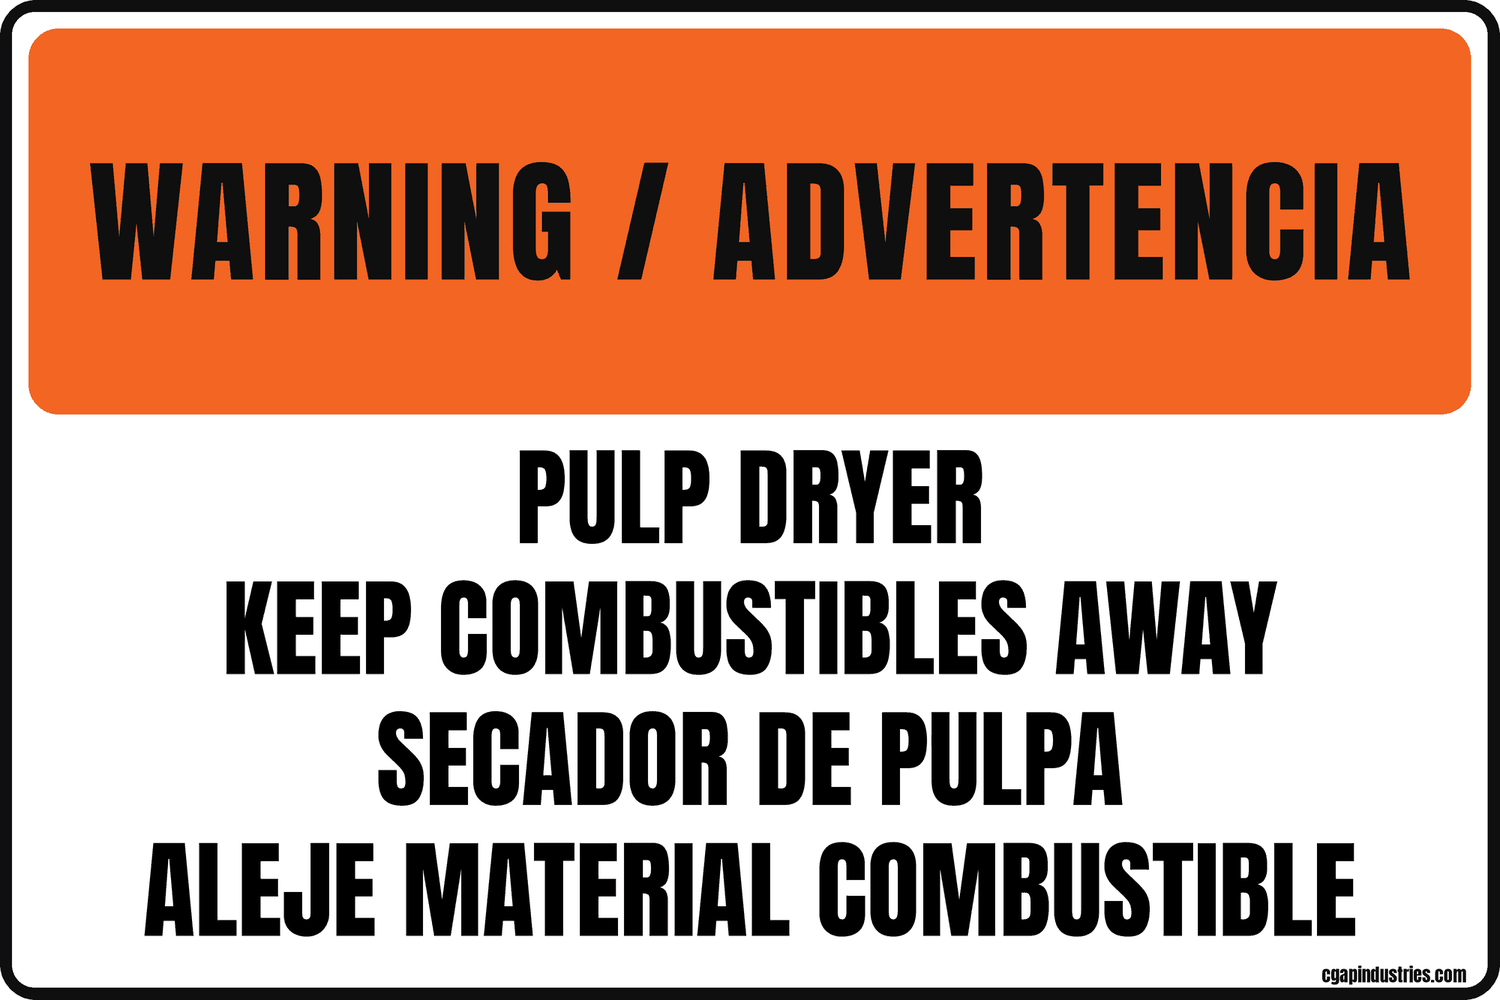 WARNING / ADVERTENCIA
PULP DRYER
KEEP COMBUSTIBLES AWAY
SECADOR DE PULPA
ALEJE MATERIAL COMBUSTIBLE
cgapindustries.com